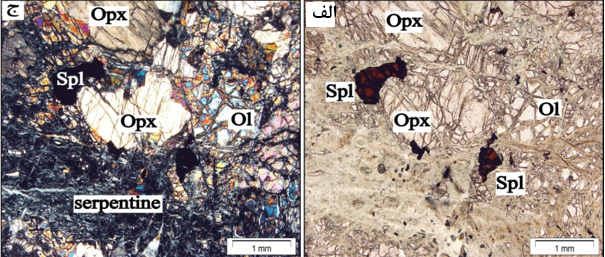 ج
Opx
Spl
Opx
Ol
serpentine
1 mm
الف
Opx
Spl
Opx
Ol
Spl
1 mm